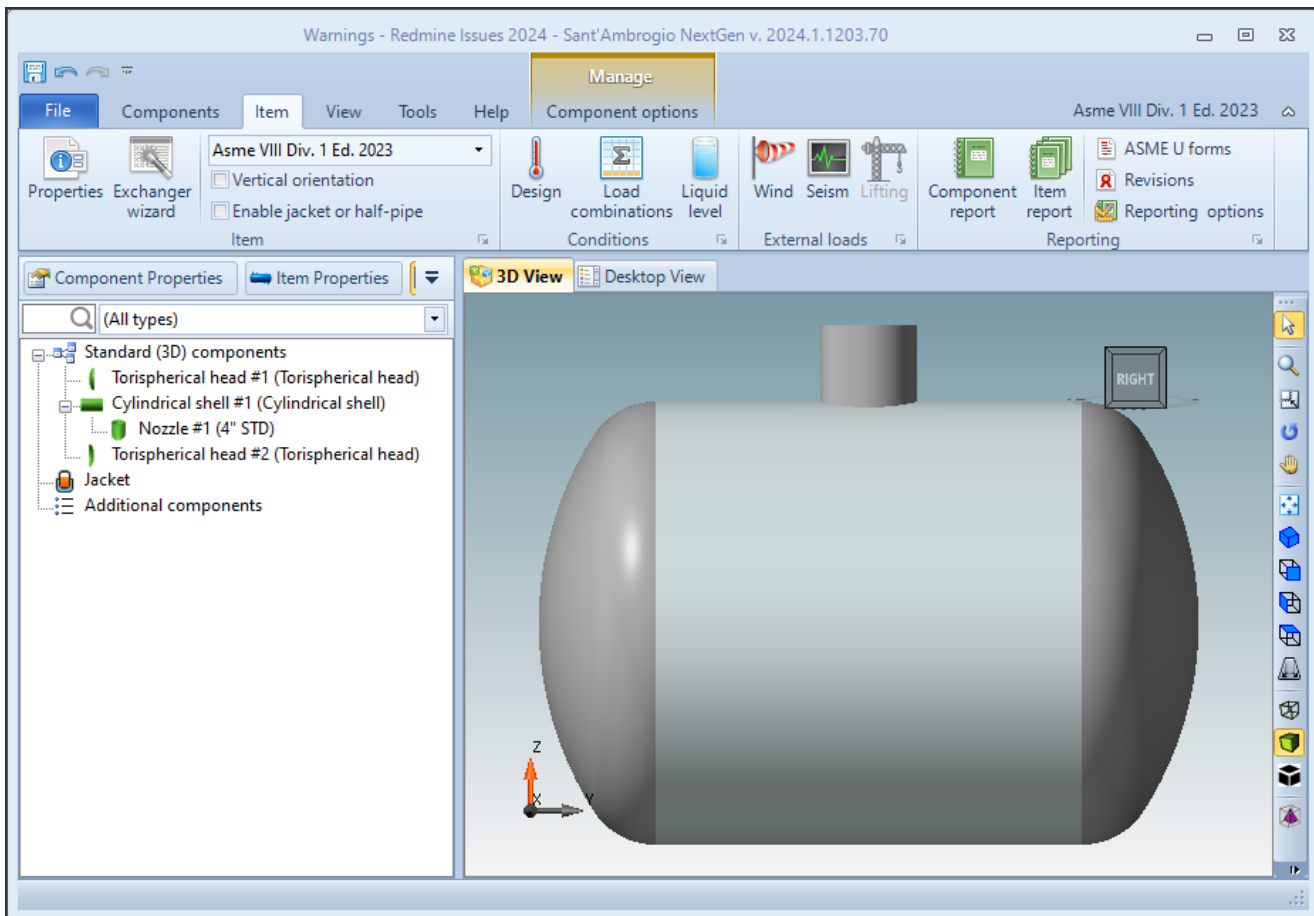 Warnings - Redmine Issues 2024 - Sant'Ambrogio NextGen v. 2024.1.1203.70
Manage
File Components Item View Tools Help Component options Asme VIII Div. 1 Ed. 2023
Properties
Exchanger
wizard
Asme VIII Div. 1 Ed. 2023
Vertical orientation
Enable jacket or half-pipe
Item
Design
Load
combinations
Liquid
level
Conditions
Wind Seism Lifting
External loads
Component
report
Item
report
ASME U forms
Revisions
Reporting options
Reporting
Component Properties Item Properties
(All types)
Standard (3D) components
Torispherical head #1 (Torispherical head)
Cylindrical shell #1 (Cylindrical shell)
Nozzle #1 (4" STD)
Torispherical head #2 (Torispherical head)
Jacket
Additional components
3D View Desktop View
RIGHT
Z
X Y